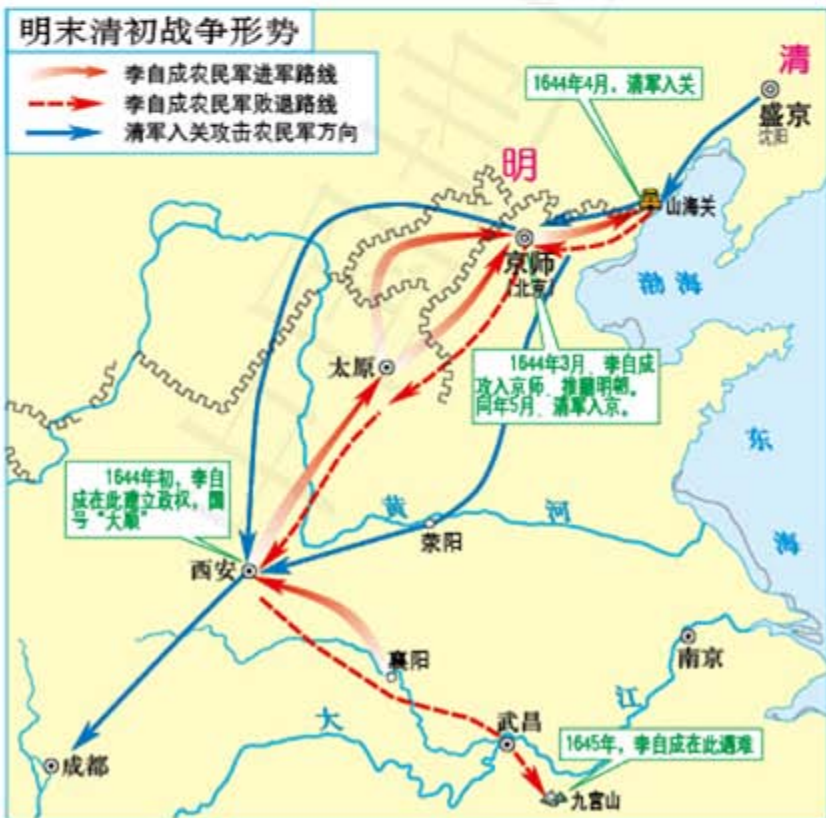 明末清初战争形势
李自成农民军进军路线
李自成农民军败退路线
清军入关攻击农民军方向
1644年4月，清军入关
清
盛京
沈阳
明
山海关
京师
（北京）
渤海
太原
1644年3月，李自成
攻入京师，推翻明朝。
同年5月，清军入京。
东
海
1644年初，李自
成在此建立政权，国
号“大顺”
黄
河
荥阳
西安
襄阳
南京
大
江
武昌
1645年，李自成在此遇难
成都
九宫山